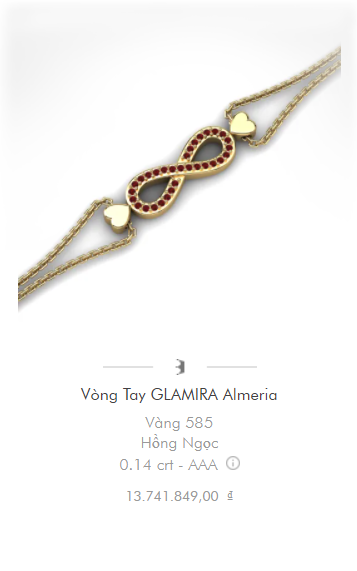 Vòng Tay GLAMIRA Almeria
Vàng 585
Hồng Ngọc
0.14 crt - AAA
13.741.849,00 ₫